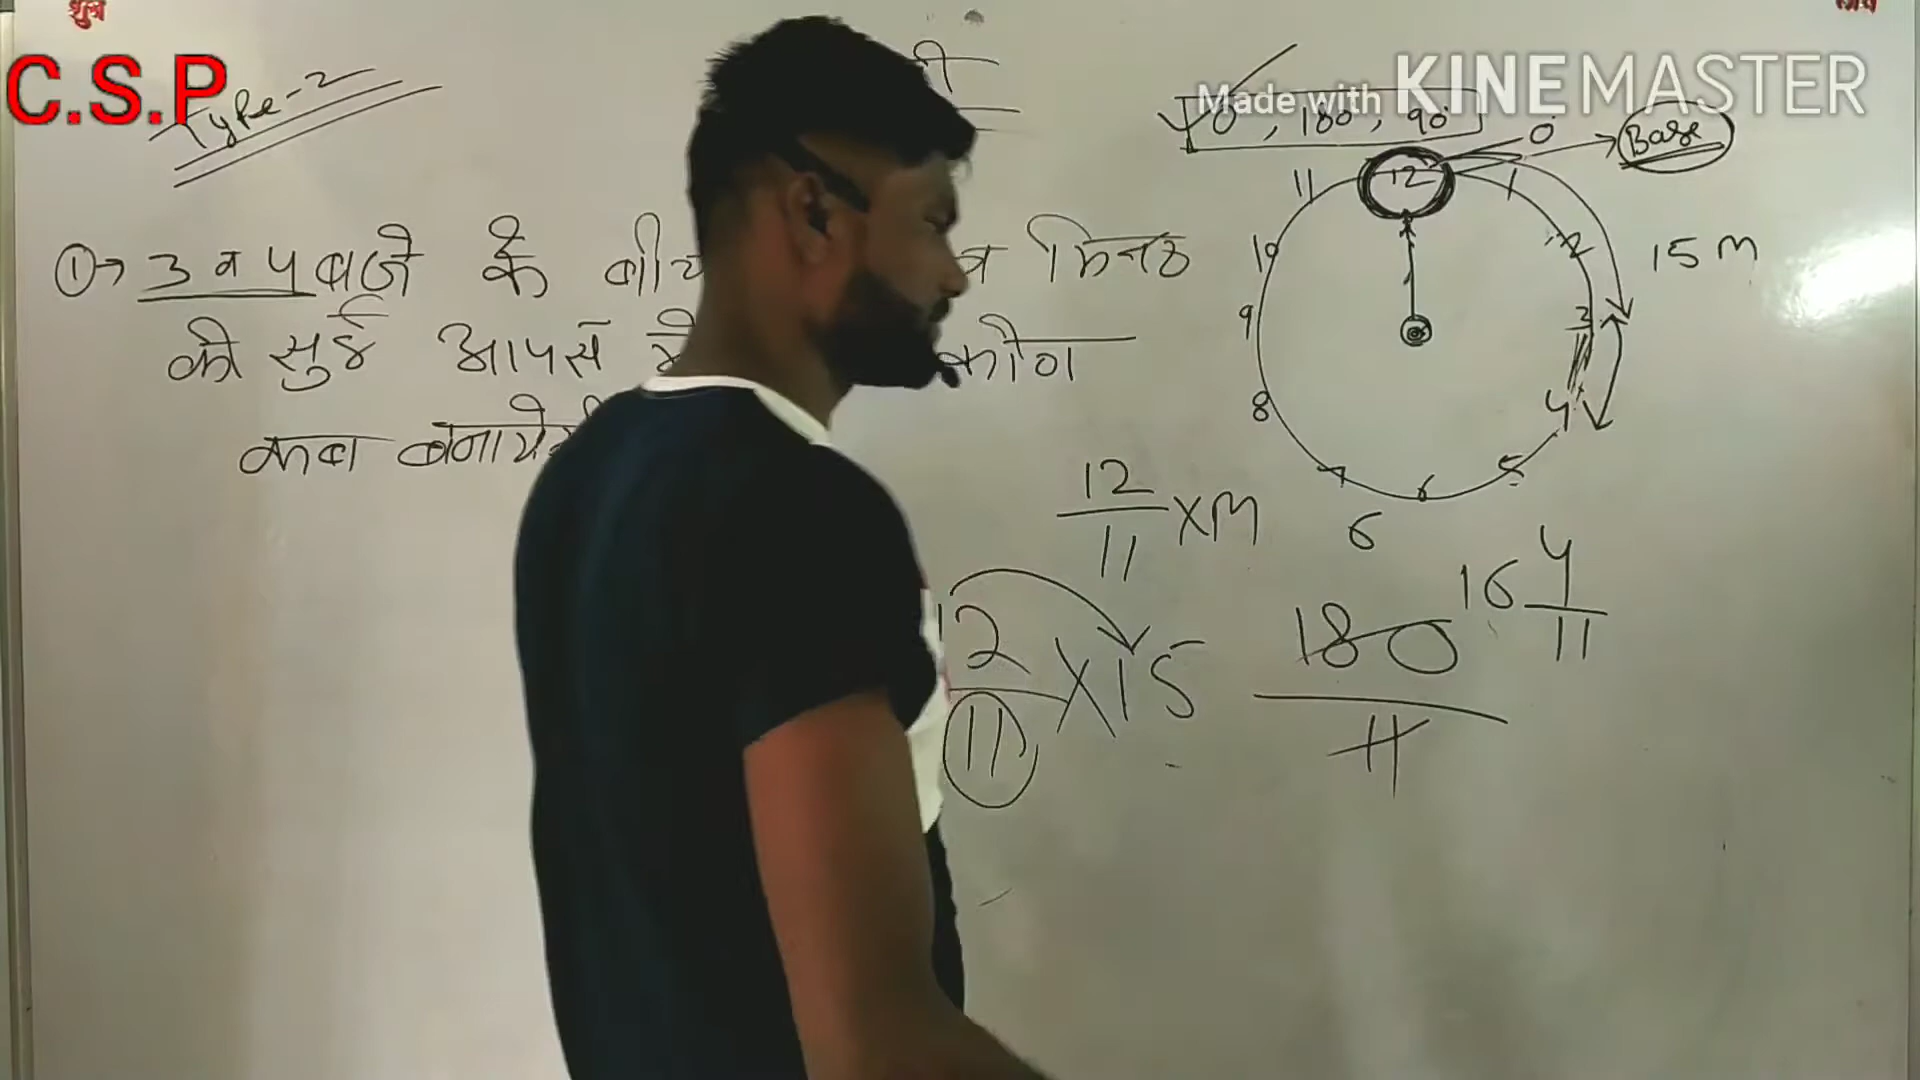 शुभ
लाभ
C.S.P
Made with KINEMASTER
Type-2
0°, 180°, 90°
0°
Base
①→ 3 व 4 बजे के बीच मिनट
की सुई आपस में कोण
कब बनायेगी
12
1
2
3
4
5
6
7
8
9
10
11
15 m
6
12/11 × m
12/11 × 15
180/11
16 4/11